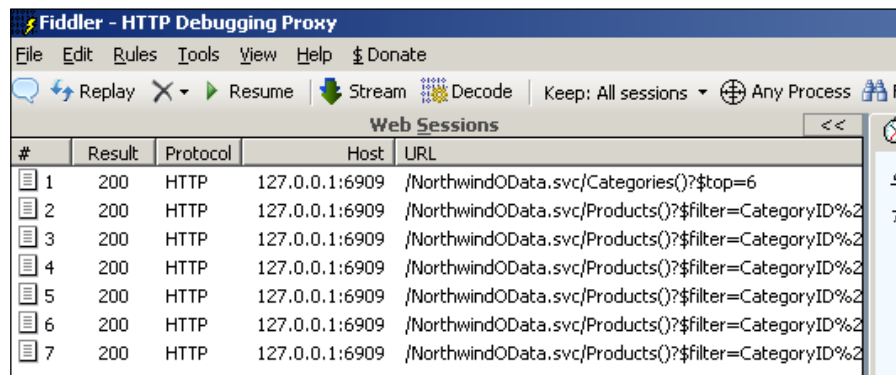 Fiddler - HTTP Debugging Proxy
File Edit Rules Tools View Help $ Donate
Replay Resume Stream Decode Keep: All sessions Any Process
Web Sessions <<
# Result Protocol Host URL
1 200 HTTP 127.0.0.1:6909 /NorthwindOData.svc/Categories()?$top=6
2 200 HTTP 127.0.0.1:6909 /NorthwindOData.svc/Products()?$filter=CategoryID%2
3 200 HTTP 127.0.0.1:6909 /NorthwindOData.svc/Products()?$filter=CategoryID%2
4 200 HTTP 127.0.0.1:6909 /NorthwindOData.svc/Products()?$filter=CategoryID%2
5 200 HTTP 127.0.0.1:6909 /NorthwindOData.svc/Products()?$filter=CategoryID%2
6 200 HTTP 127.0.0.1:6909 /NorthwindOData.svc/Products()?$filter=CategoryID%2
7 200 HTTP 127.0.0.1:6909 /NorthwindOData.svc/Products()?$filter=CategoryID%2